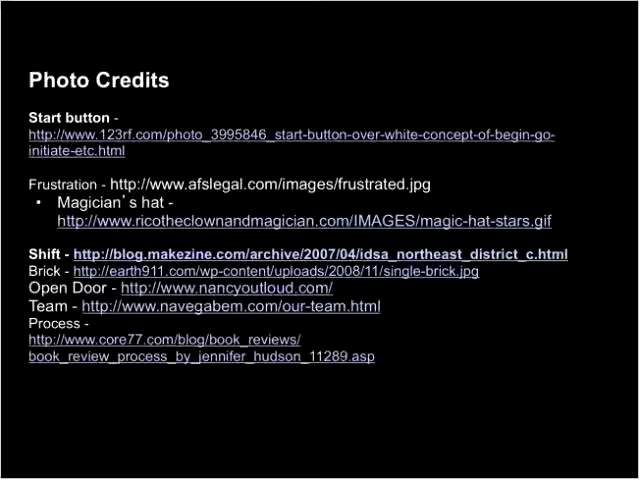 Photo Credits
Start button -
http://www.123rf.com/photo_3995846_start-button-over-white-concept-of-begin-go-
initiate-etc.html
Frustration - http://www.afslegal.com/images/frustrated.jpg
• Magician's hat -
http://www.ricotheclownandmagician.com/IMAGES/magic-hat-stars.gif
Shift - http://blog.makezine.com/archive/2007/04/idsa_northeast_district_c.html
Brick - http://earth911.com/wp-content/uploads/2008/11/single-brick.jpg
Open Door - http://www.nancyoutloud.com/
Team - http://www.navegabem.com/our-team.html
Process -
http://www.core77.com/blog/book_reviews/
book_review_process_by_jennifer_hudson_11289.asp